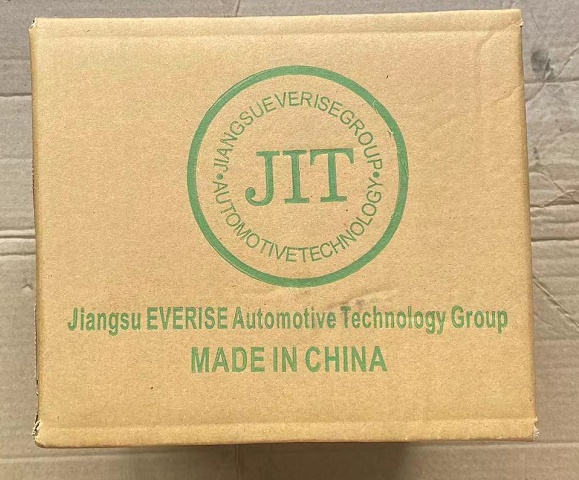 JIANGSUEVERISEGROUP
JIT
•AUTOMOTIVETECHNOLOGY•
Jiangsu EVERISE Automotive Technology Group
MADE IN CHINA